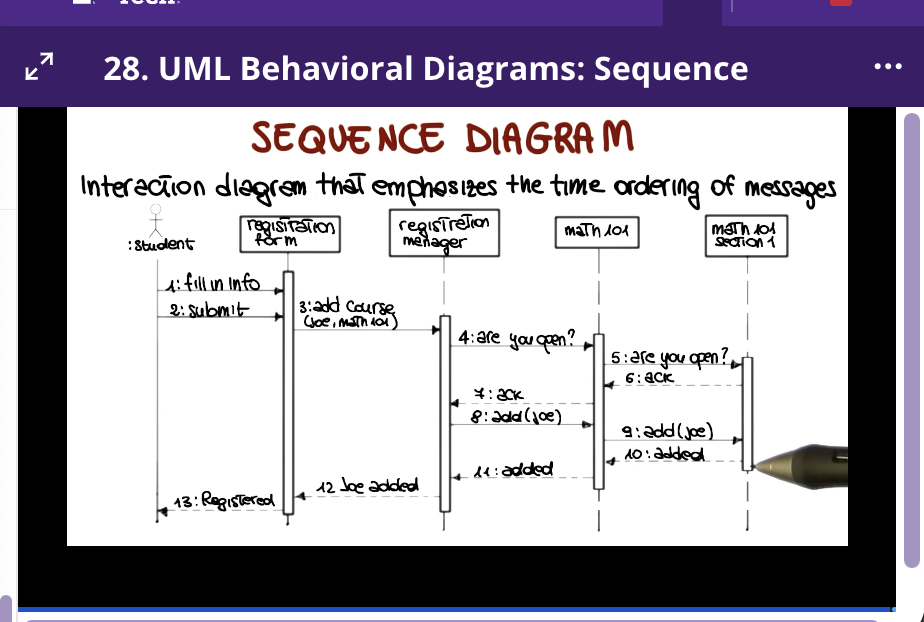 28. UML Behavioral Diagrams: Sequence
SEQUENCE DIAGRAM
Interaction diagram that emphasizes the time ordering of messages
:Student
registration
form
registration
manager
math 101
math 101
section 1
1: fill in info
2: submit
3: add course
(Joe, math 101)
4: are you open?
5: are you open?
6: ack
7: ack
8: add (Joe)
9: add (Joe)
10: added
11: added
12 Joe added
13: Registered